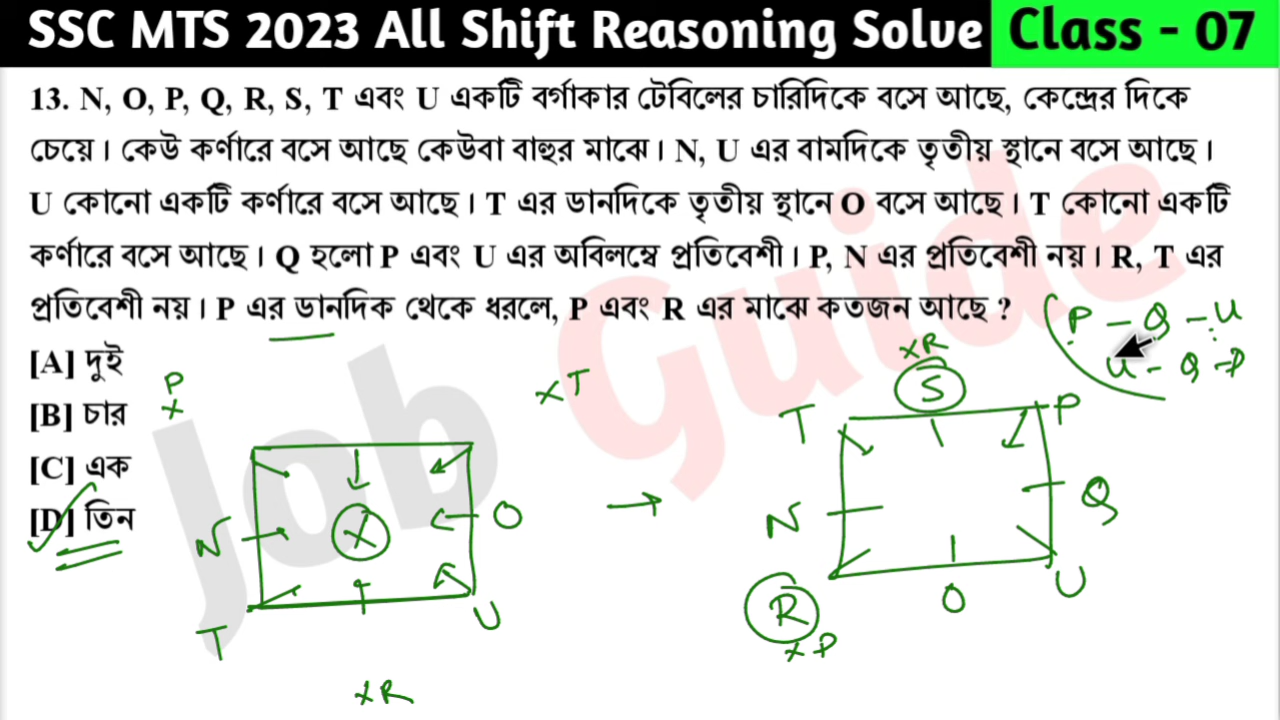 SSC MTS 2023 All Shift Reasoning Solve Class - 07
13. N, O, P, Q, R, S, T এবং U একটি বর্গাকার টেবিলের চারিদিকে বসে আছে, কেন্দ্রের দিকে
চেয়ে। কেউ কর্ণারে বসে আছে কেউবা বাহুর মাঝে। N, U এর বামদিকে তৃতীয় স্থানে বসে আছে।
U কোনো একটি কর্ণারে বসে আছে। T এর ডানদিকে তৃতীয় স্থানে O বসে আছে। T কোনো একটি
কর্ণারে বসে আছে। Q হলো P এবং U এর অবিলম্বে প্রতিবেশী। P, N এর প্রতিবেশী নয়। R, T এর
প্রতিবেশী নয়। P এর ডানদিক থেকে ধরলে, P এবং R এর মাঝে কতজন আছে ?
P - Q - U
U - Q - P
[A] দুই
[B] চার
[C] এক
[D] তিন
P
x
x T
N
X
O
T
U
x R
x R
S
T
P
N
Q
R
O
U
x P
Job Guide